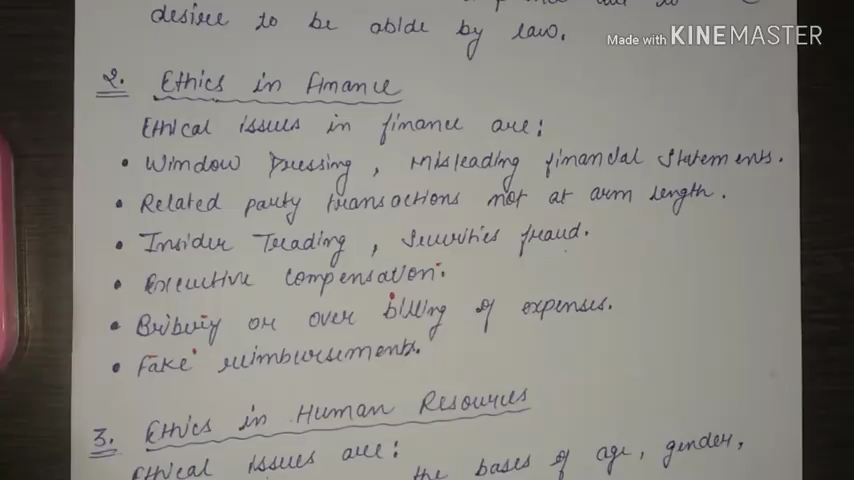 desire to be abide by law.
Made with KINEMASTER
2. Ethics in Finance
Ethical issues in finance are:
• Window Dressing, Misleading financial statements.
• Related party transactions not at arm length.
• Insider Trading, Securities fraud.
• Executive Compensation.
• Bribery or over billing of expenses.
• Fake reimbursements.
3. Ethics in Human Resources
Ethical issues are:
the bases of age, gender,